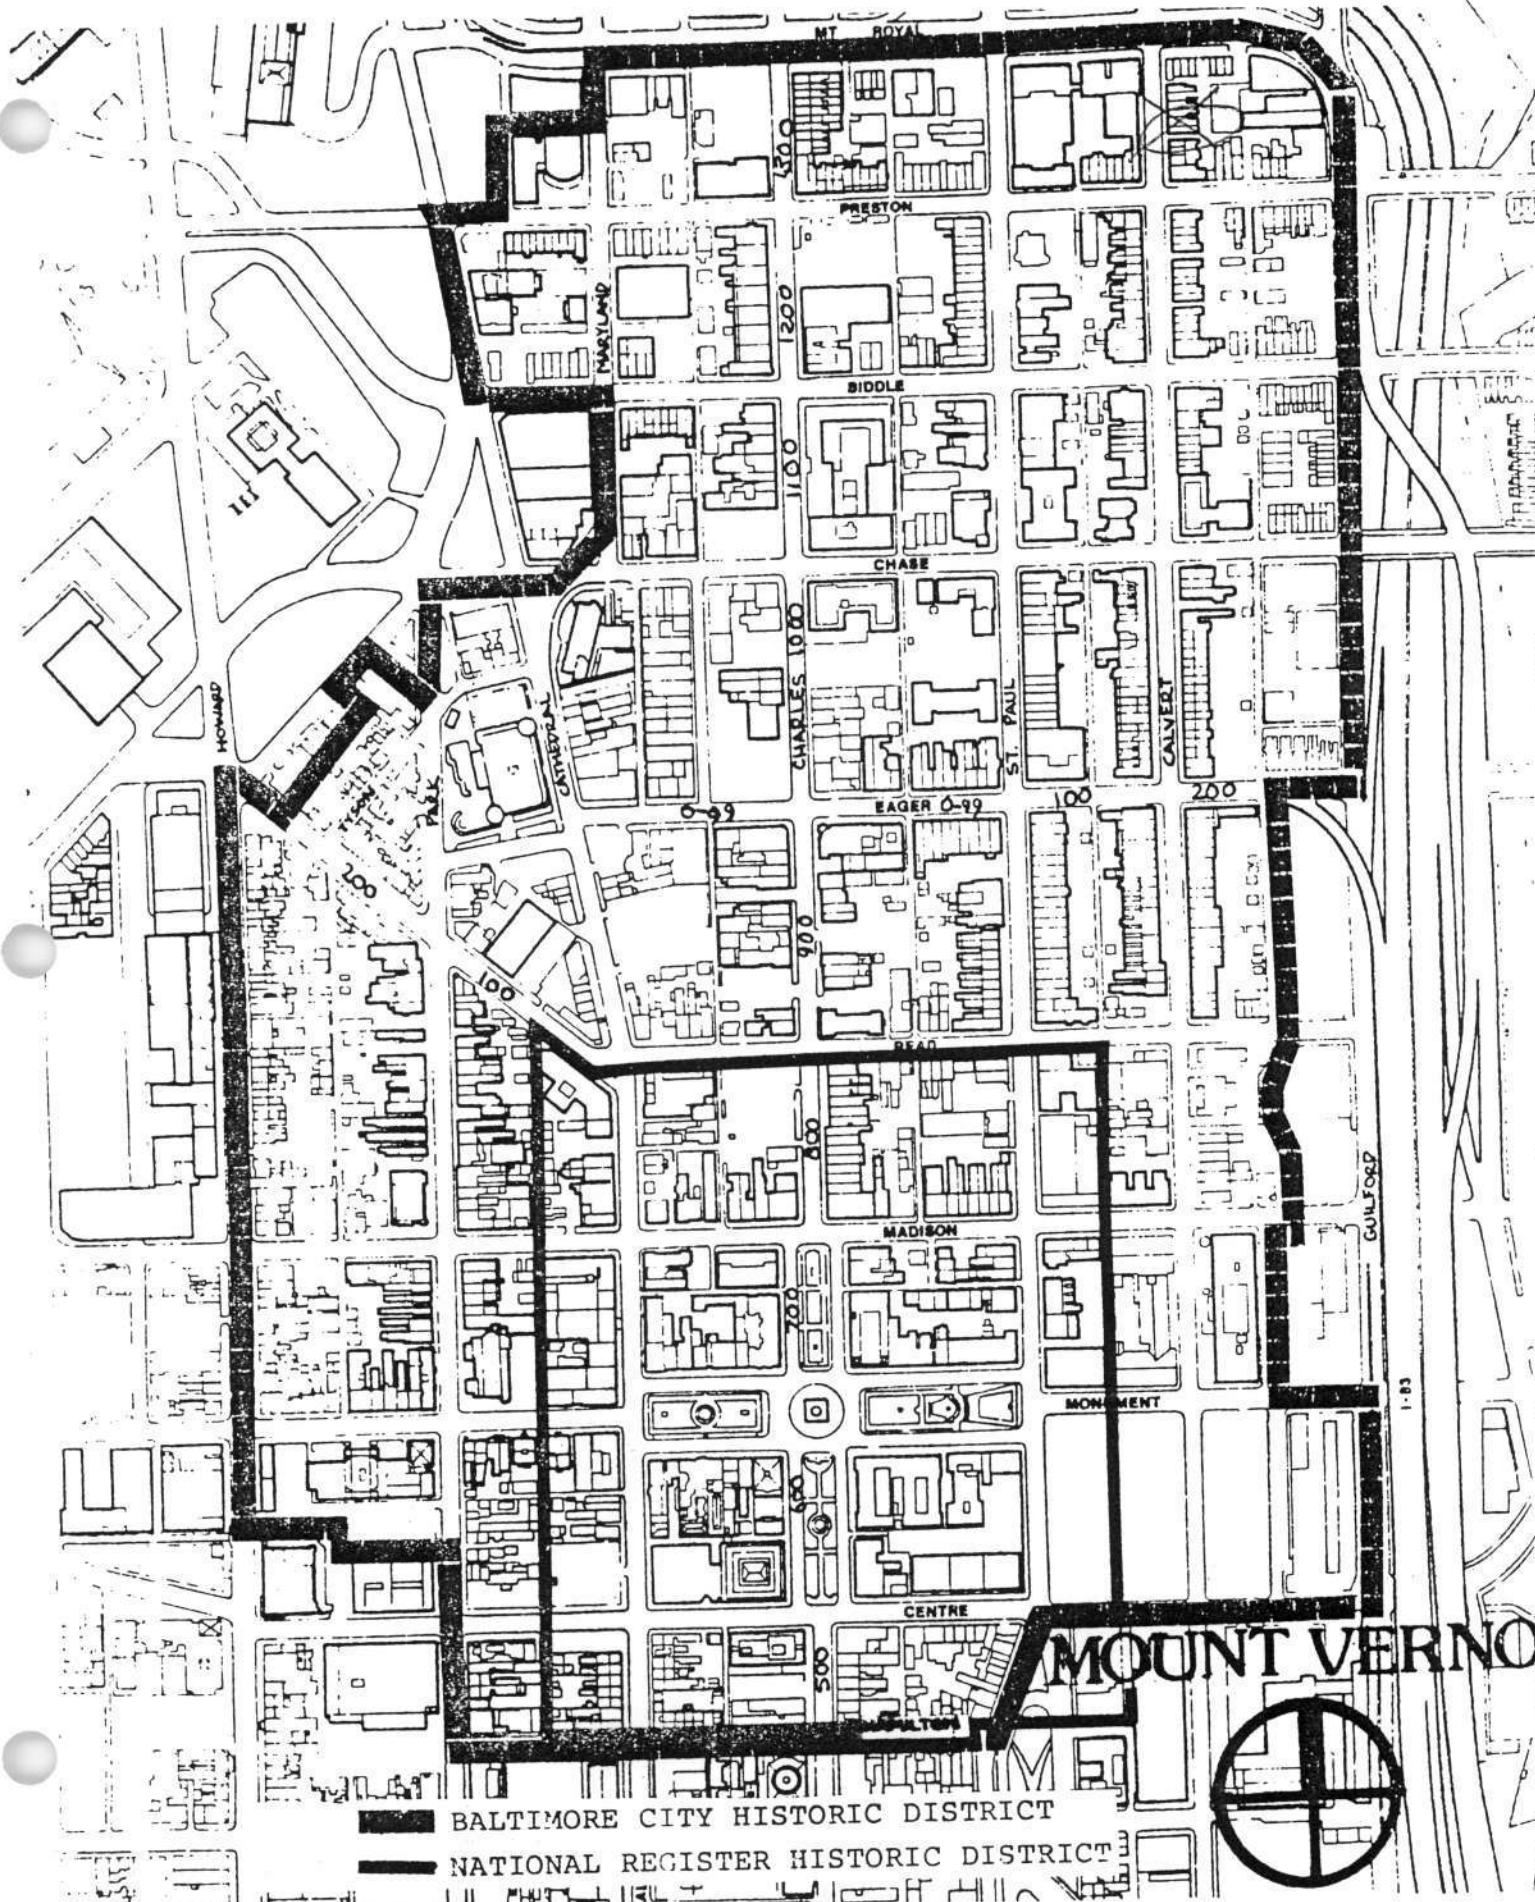 MT ROYAL
1300
PRESTON
MARYLAND
1200
BIDDLE
1100
CHASE
HOWARD
CATHEDRAL
CHARLES 1000
ST. PAUL
CALVERT
TYSON
PARK
0-99
EAGER 0-99
100
200
200
900
100
READ
800
MADISON
GUILFORD
700
MONUMENT
I-83
600
CENTRE
500
MOUNT VERNO
HAMILTON
BALTIMORE CITY HISTORIC DISTRICT
NATIONAL REGISTER HISTORIC DISTRICT